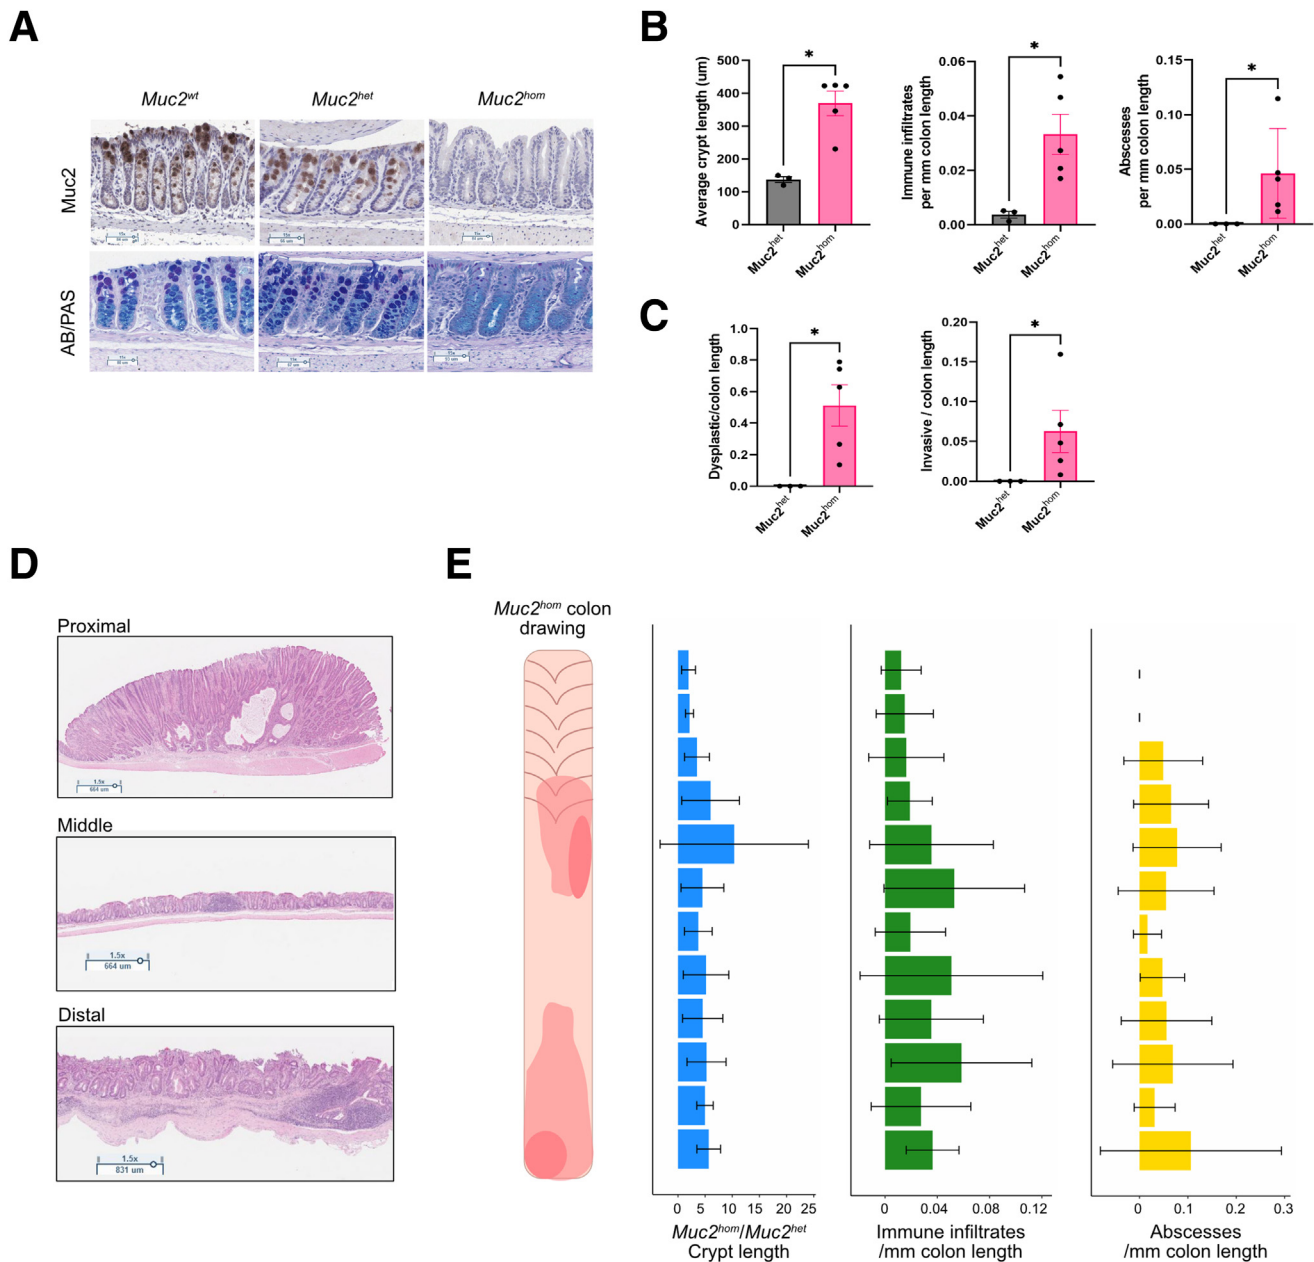 A
Muc2wt
Muc2het
Muc2hom
Muc2
AB/PAS
B
Average crypt length (um)
500
400
300
200
100
0
*
Muc2het
Muc2hom
Immune infiltrates
per mm colon length
0.06
0.04
0.02
0.00
*
Muc2het
Muc2hom
Abscesses
per mm colon length
0.15
0.10
0.05
0.00
*
Muc2het
Muc2hom
C
Dysplastic/colon length
1.0
0.8
0.6
0.4
0.2
0.0
*
Muc2het
Muc2hom
Invasive / colon length
0.20
0.15
0.10
0.05
0.00
*
Muc2het
Muc2hom
D
Proximal
1.5x
664 um
Middle
1.5x
664 um
Distal
1.5x
831 um
E
Muc2hom colon
drawing
0 5 10 15 20 25
Muc2hom/Muc2het
Crypt length
0 0.04 0.08 0.12
Immune infiltrates
/mm colon length
0 0.1 0.2 0.3
Abscesses
/mm colon length